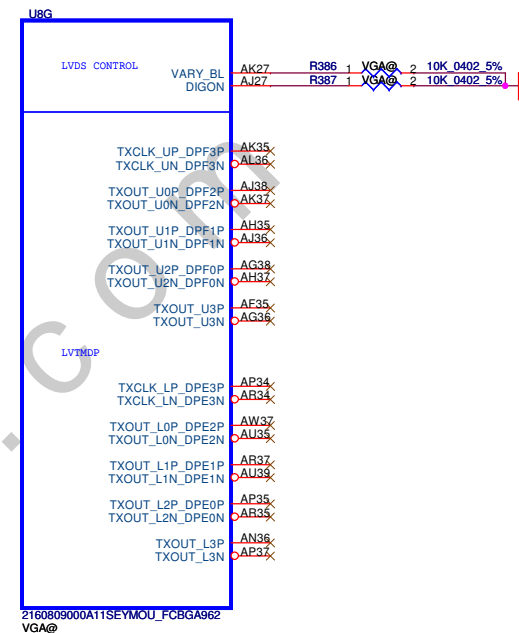 U8G
LVDS CONTROL
VARY_BL AK27 R386 1 VGA@ 2 10K_0402_5%
DIGON AJ27 R387 1 VGA@ 2 10K_0402_5%
TXCLK_UP_DPF3P AK35
TXCLK_UN_DPF3N AL36
TXOUT_U0P_DPF2P AJ38
TXOUT_U0N_DPF2N AK37
TXOUT_U1P_DPF1P AH35
TXOUT_U1N_DPF1N AJ36
TXOUT_U2P_DPF0P AG38
TXOUT_U2N_DPF0N AH37
TXOUT_U3P AF35
TXOUT_U3N AG36
LVTMDP
TXCLK_LP_DPE3P AP34
TXCLK_LN_DPE3N AR34
TXOUT_L0P_DPE2P AW37
TXOUT_L0N_DPE2N AU35
TXOUT_L1P_DPE1P AR37
TXOUT_L1N_DPE1N AU39
TXOUT_L2P_DPE0P AP35
TXOUT_L2N_DPE0N AR35
TXOUT_L3P AN36
TXOUT_L3N AP37
2160809000A11SEYMOU_FCBGA962
VGA@
.com